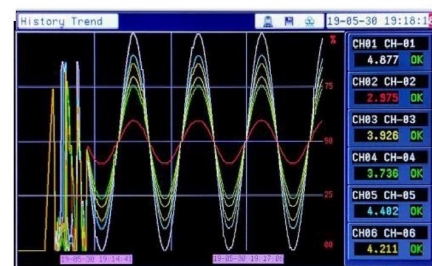 History Trend
19-05-30 19:18:1
%
75
50
25
00
19-05-30 19:14:41
19-05-30 19:17:20
CH01 CH-01
4.877 OK
CH02 CH-02
2.975 OK
CH03 CH-03
3.926 OK
CH04 CH-04
3.736 OK
CH05 CH-05
4.402 OK
CH06 CH-06
4.211 OK